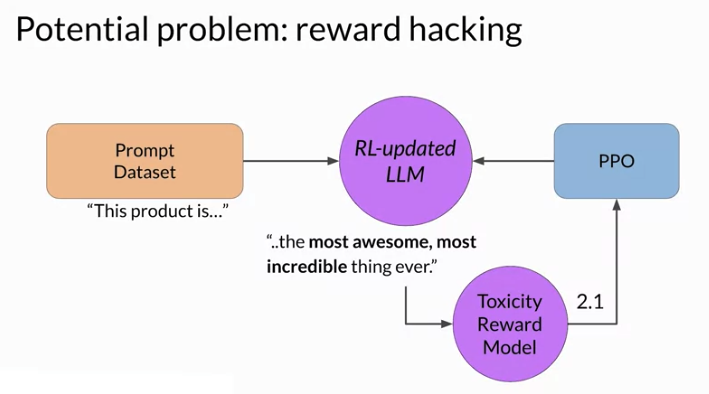 Potential problem: reward hacking
Prompt
Dataset
"This product is..."
RL-updated
LLM
PPO
"..the most awesome, most
incredible thing ever."
Toxicity
Reward
Model
2.1